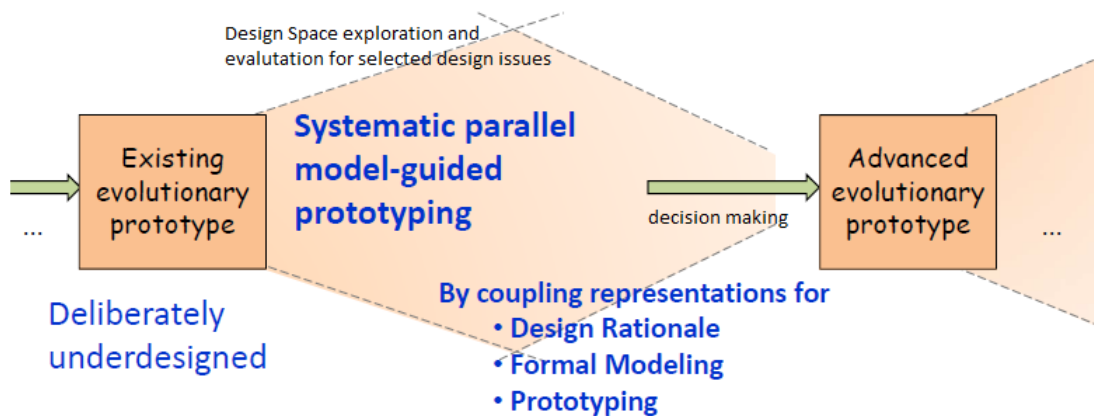 Design Space exploration and
evalutation for selected design issues
Systematic parallel
model-guided
prototyping
Existing
evolutionary
prototype
...
Deliberately
underdesigned
decision making
By coupling representations for
• Design Rationale
• Formal Modeling
• Prototyping
Advanced
evolutionary
prototype
...